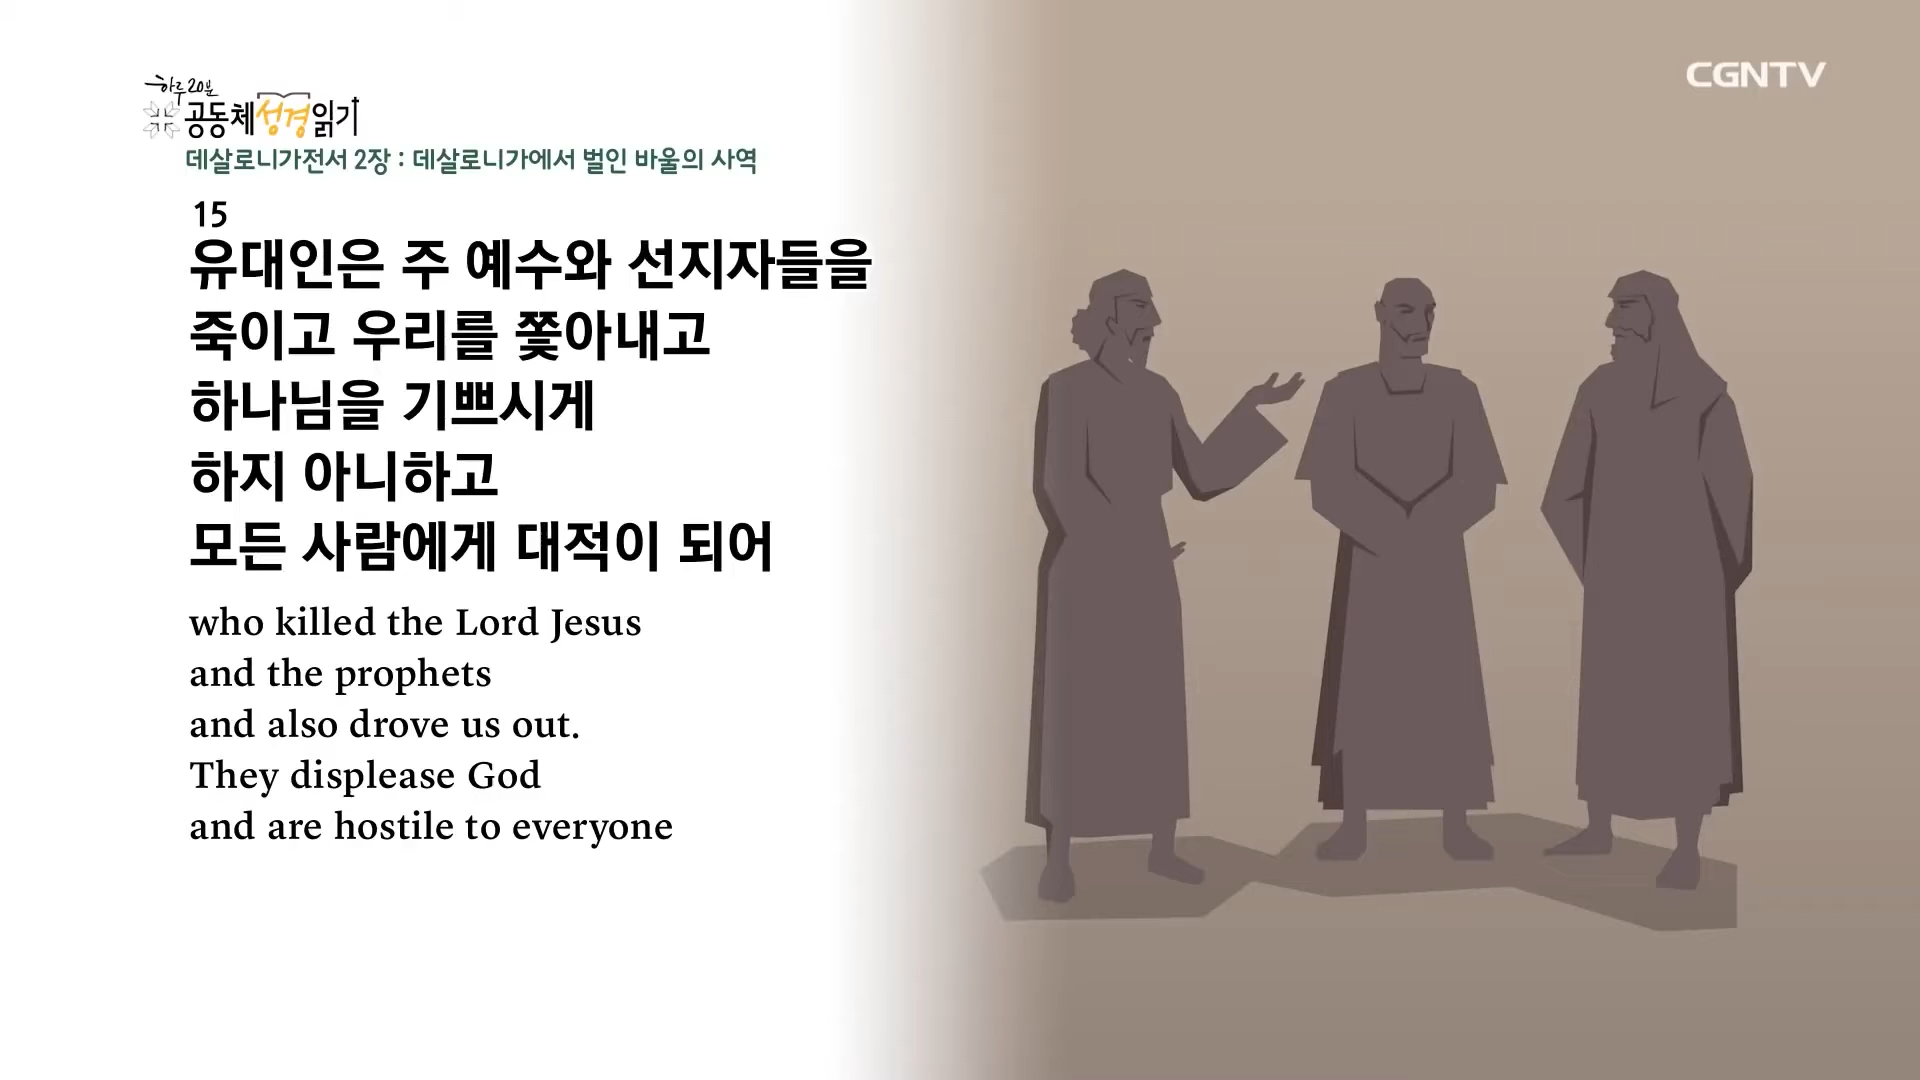 하루 20분
공동체 성경 읽기
CGNTV
데살로니가전서 2장 : 데살로니가에서 벌인 바울의 사역
15
유대인은 주 예수와 선지자들을
죽이고 우리를 쫓아내고
하나님을 기쁘시게
하지 아니하고
모든 사람에게 대적이 되어
who killed the Lord Jesus
and the prophets
and also drove us out.
They displease God
and are hostile to everyone